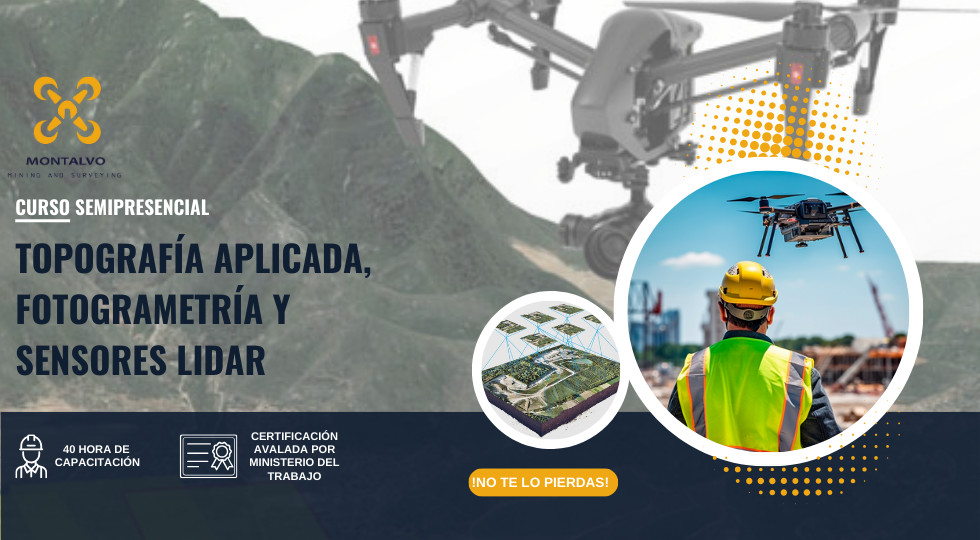 MONTALVO
MINING AND SURVEYING
CURSO SEMIPRESENCIAL
TOPOGRAFÍA APLICADA,
FOTOGRAMETRÍA Y
SENSORES LIDAR
40 HORA DE
CAPACITACIÓN
CERTIFICACIÓN
AVALADA POR
MINISTERIO DEL
TRABAJO
!NO TE LO PIERDAS!